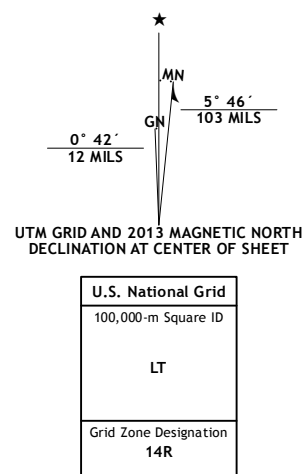 ★
MN
5° 46´
103 MILS
GN
0° 42´
12 MILS
UTM GRID AND 2013 MAGNETIC NORTH
DECLINATION AT CENTER OF SHEET
U.S. National Grid
100,000-m Square ID
LT
Grid Zone Designation
14R